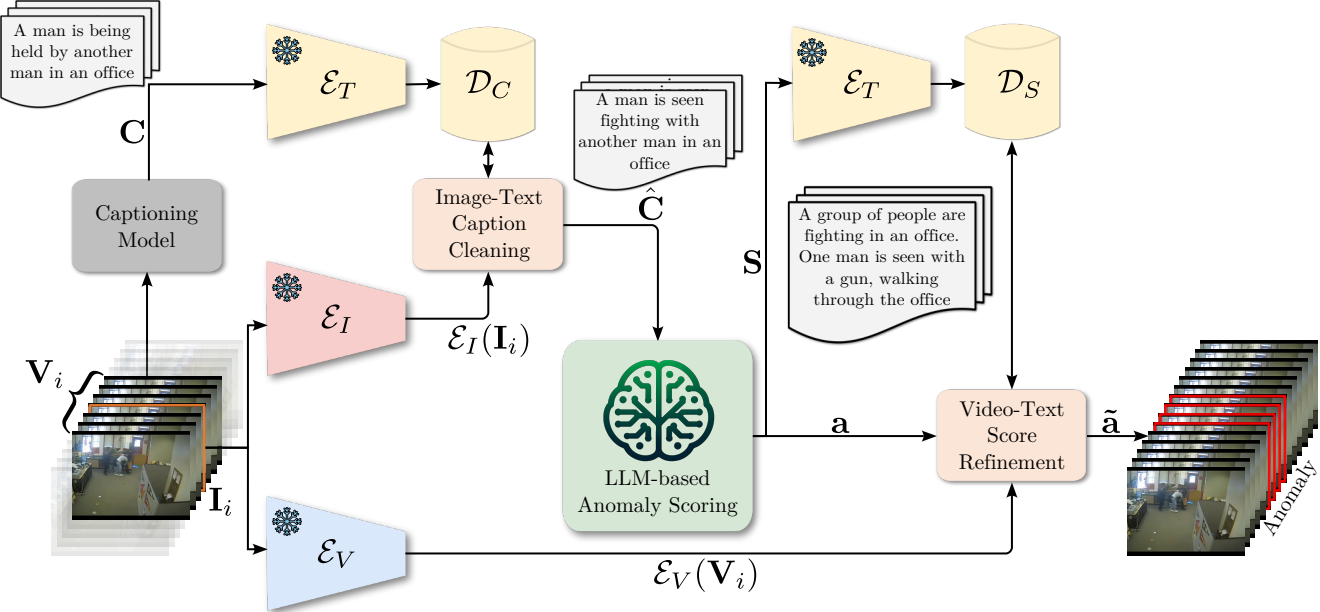 A man is being
held by another
man in an office
C
Captioning
Model
V_i
I_i
ℰ_T
𝒟_C
Image-Text
Caption
Cleaning
ℰ_I
ℰ_I(I_i)
ℰ_V
ℰ_V(V_i)
A man is seen
fighting with
another man in an
office
Ĉ
LLM-based
Anomaly Scoring
S
a
ℰ_T
𝒟_S
A group of people are
fighting in an office.
One man is seen with
a gun, walking
through the office
Video-Text
Score
Refinement
ã
Anomaly